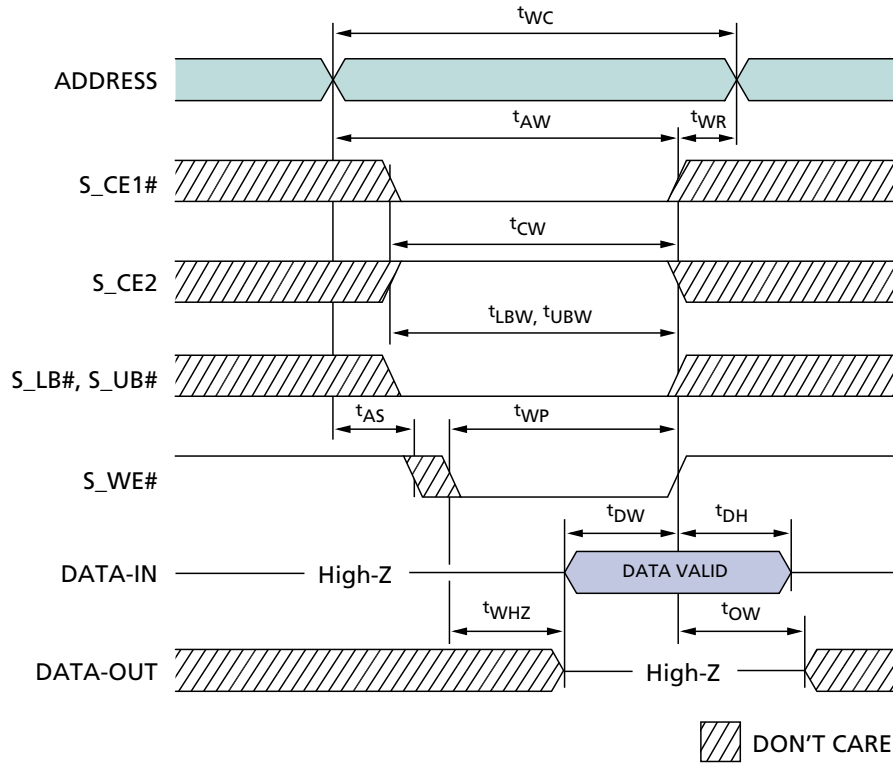 tWC
ADDRESS
tAW
tWR
S_CE1#
tCW
S_CE2
tLBW, tUBW
S_LB#, S_UB#
tAS
tWP
S_WE#
tDW
tDH
DATA-IN
High-Z
DATA VALID
tWHZ
tOW
DATA-OUT
High-Z
DON'T CARE